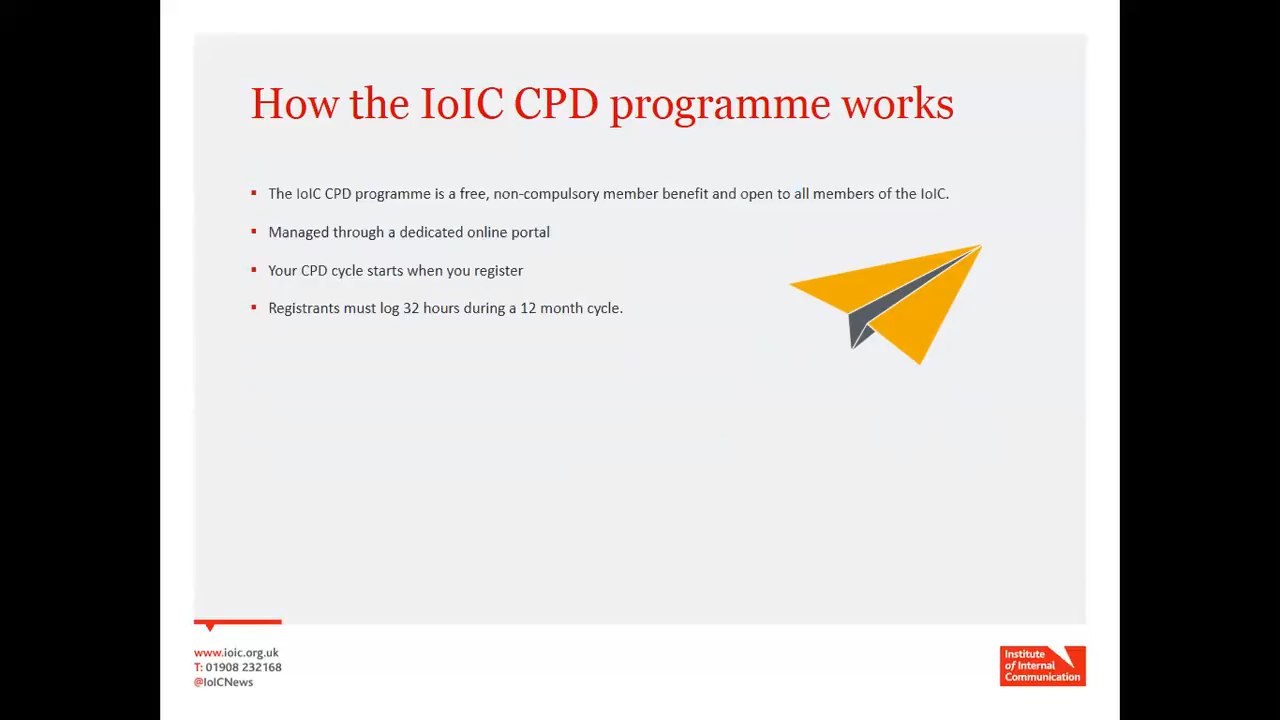 How the IoIC CPD programme works
The IoIC CPD programme is a free, non-compulsory member benefit and open to all members of the IoIC.
Managed through a dedicated online portal
Your CPD cycle starts when you register
Registrants must log 32 hours during a 12 month cycle.
www.ioic.org.uk
T: 01908 232168
@IoICNews
Institute
of Internal
Communication